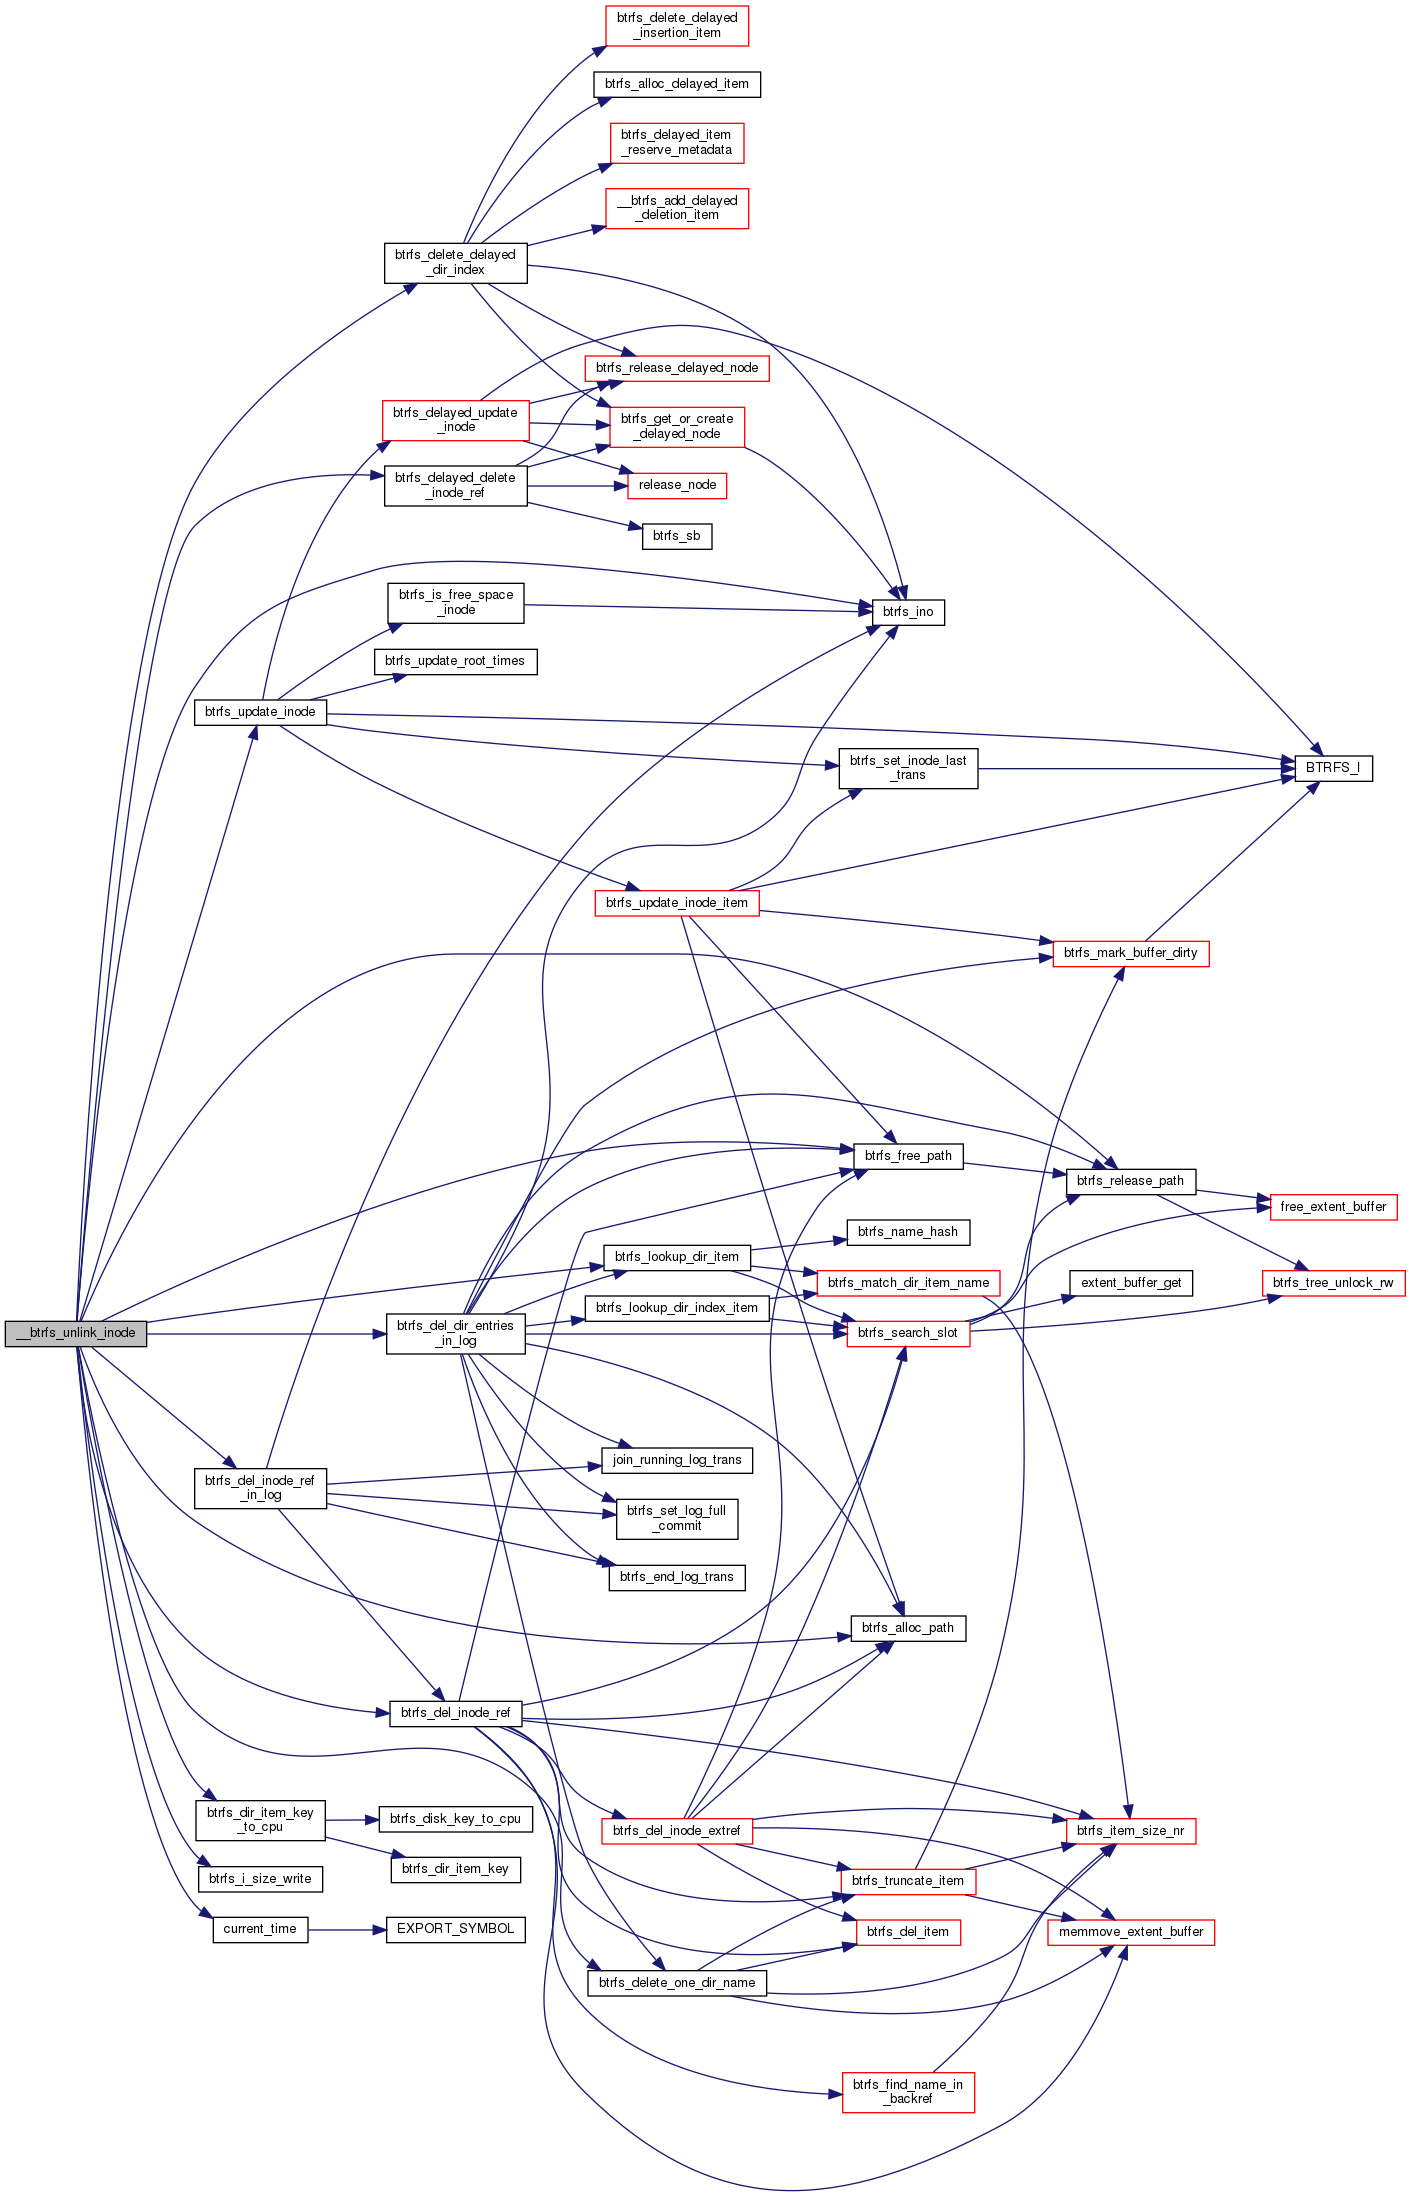 btrfs_delete_delayed
_insertion_item
btrfs_alloc_delayed_item
btrfs_delayed_item
_reserve_metadata
__btrfs_add_delayed
_deletion_item
btrfs_delete_delayed
_dir_index
btrfs_release_delayed_node
btrfs_delayed_update
_inode
btrfs_get_or_create
_delayed_node
btrfs_delayed_delete
_inode_ref
release_node
btrfs_sb
btrfs_is_free_space
_inode
btrfs_ino
btrfs_update_root_times
btrfs_update_inode
btrfs_set_inode_last
_trans
BTRFS_I
btrfs_update_inode_item
btrfs_mark_buffer_dirty
btrfs_free_path
btrfs_release_path
free_extent_buffer
btrfs_name_hash
btrfs_lookup_dir_item
btrfs_match_dir_item_name
extent_buffer_get
btrfs_tree_unlock_rw
btrfs_lookup_dir_index_item
__btrfs_unlink_inode
btrfs_del_dir_entries
_in_log
btrfs_search_slot
join_running_log_trans
btrfs_del_inode_ref
_in_log
btrfs_set_log_full
_commit
btrfs_end_log_trans
btrfs_alloc_path
btrfs_del_inode_ref
btrfs_dir_item_key
_to_cpu
btrfs_disk_key_to_cpu
btrfs_del_inode_extref
btrfs_item_size_nr
btrfs_dir_item_key
btrfs_i_size_write
btrfs_truncate_item
current_time
EXPORT_SYMBOL
btrfs_del_item
memmove_extent_buffer
btrfs_delete_one_dir_name
btrfs_find_name_in
_backref